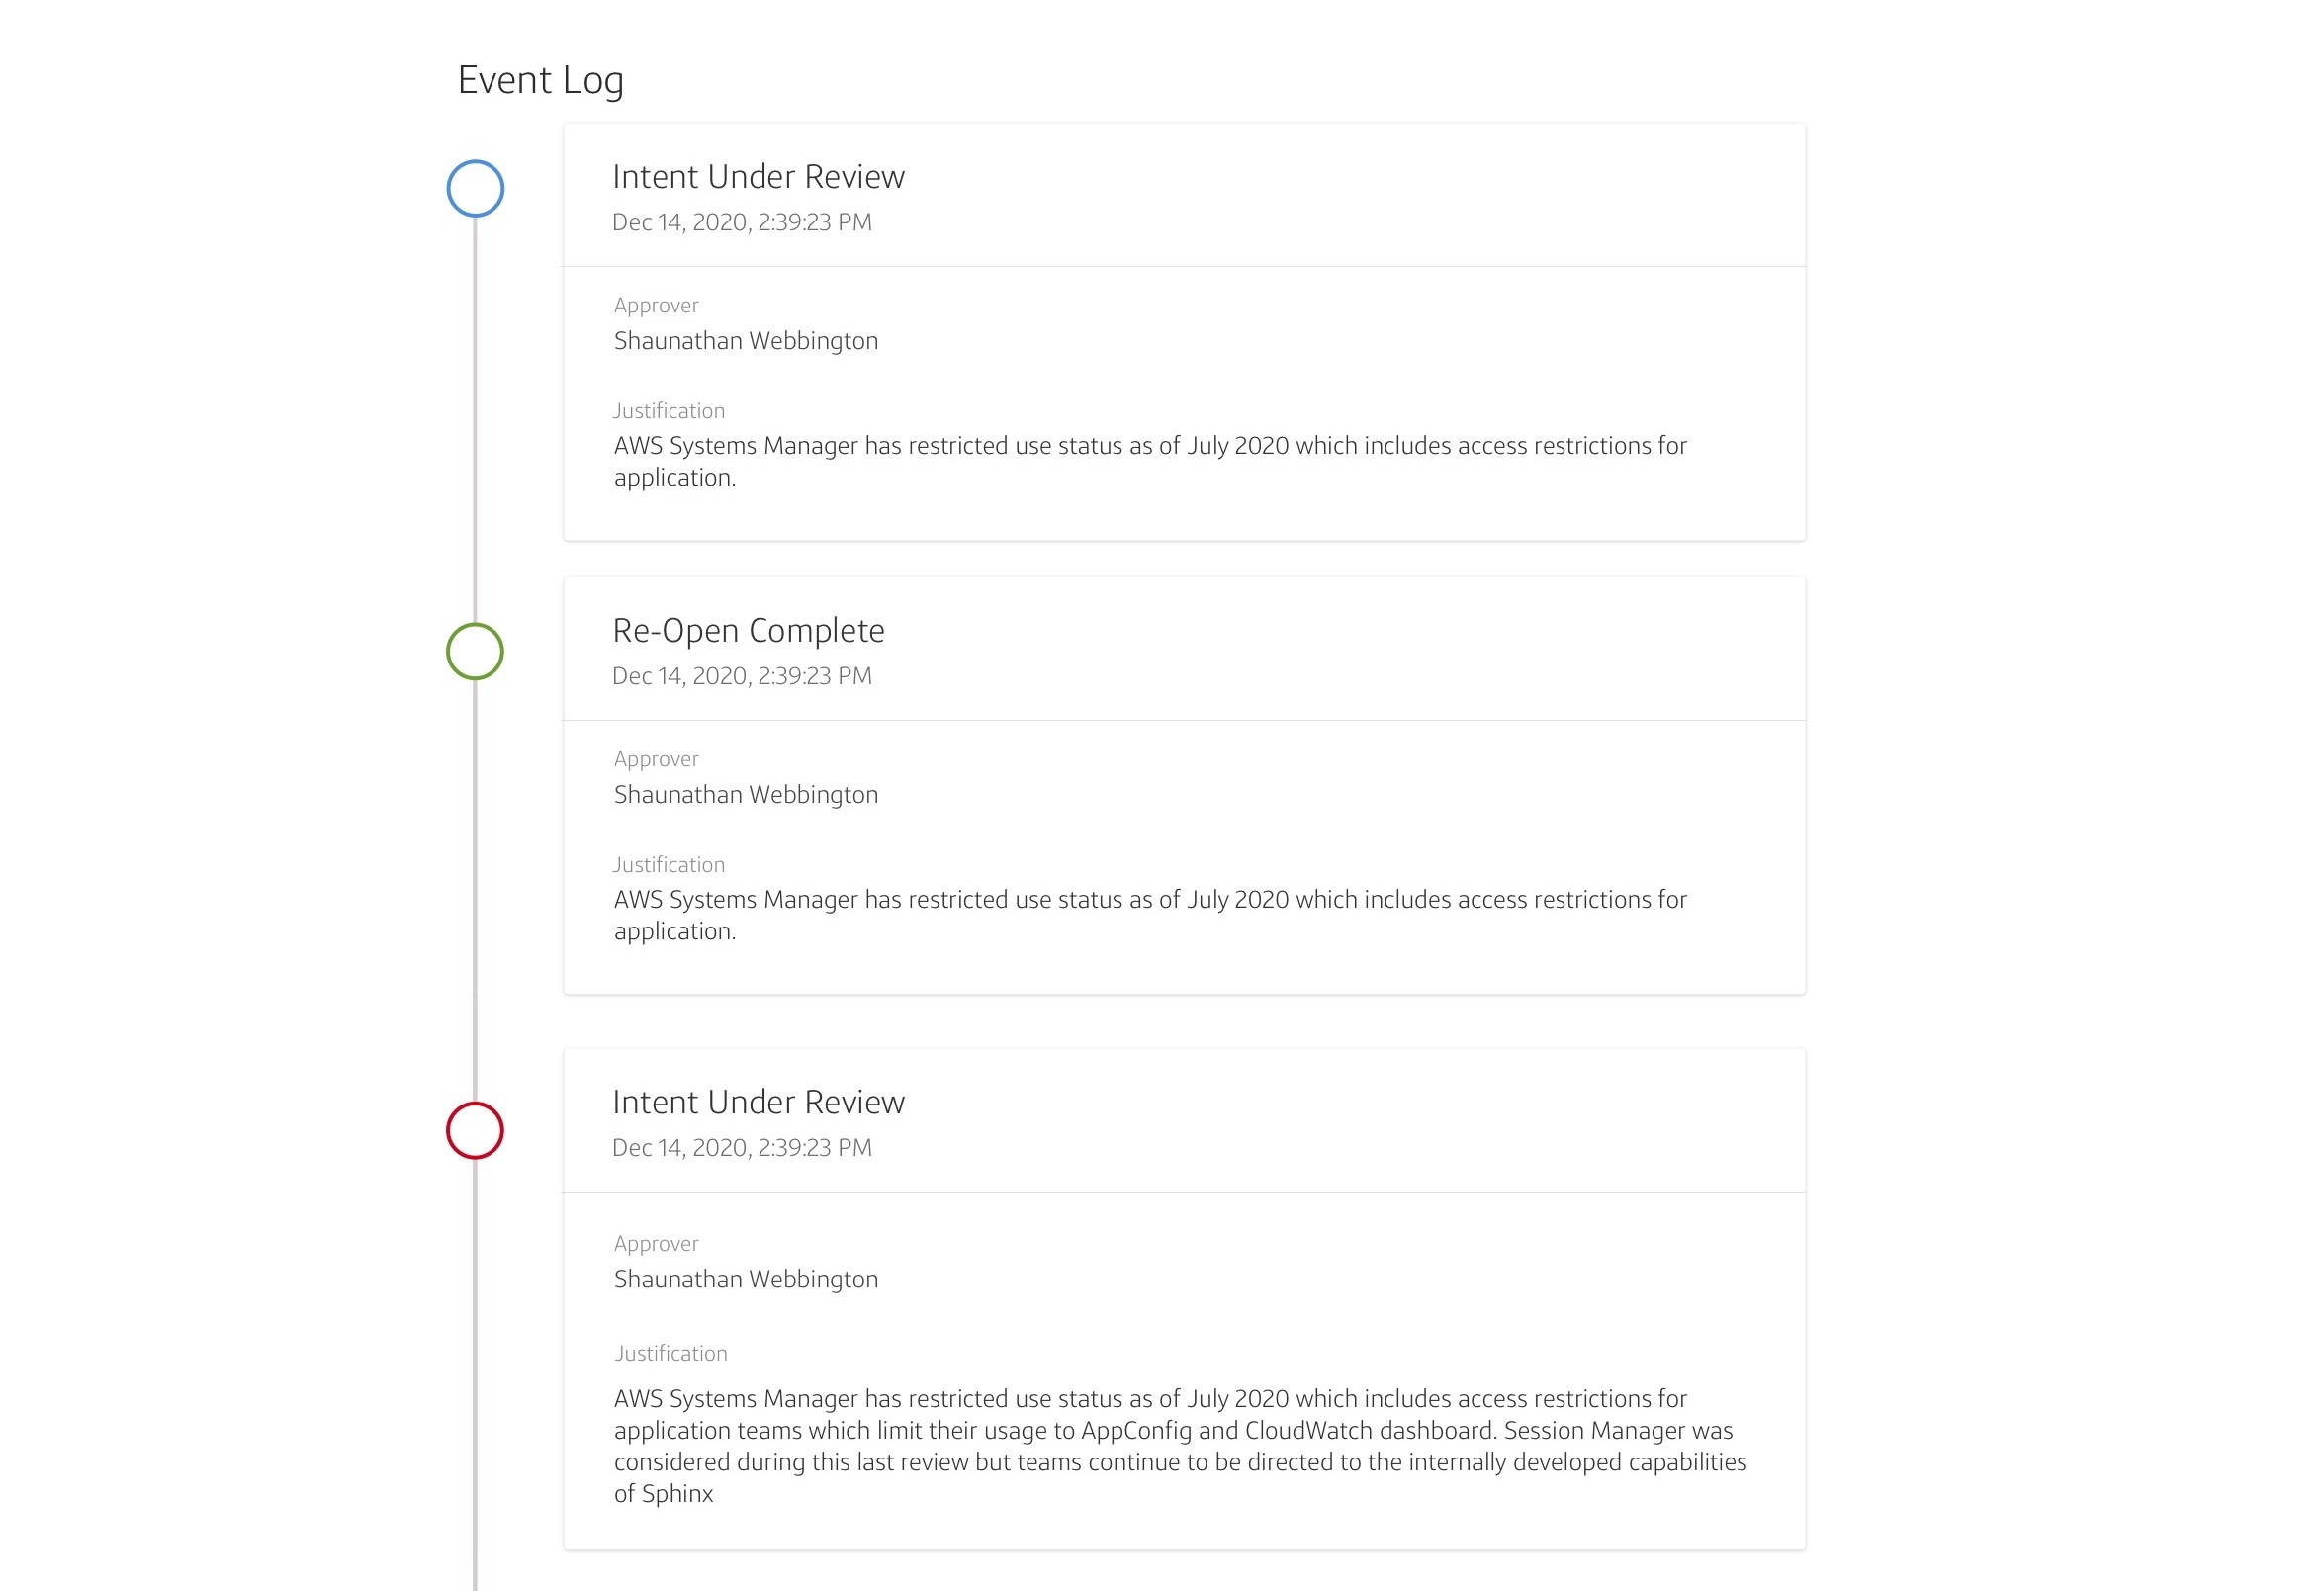 Event Log
Intent Under Review
Dec 14, 2020, 2:39:23 PM
Approver
Shaunathan Webbington
Justification
AWS Systems Manager has restricted use status as of July 2020 which includes access restrictions for
application.
Re-Open Complete
Dec 14, 2020, 2:39:23 PM
Approver
Shaunathan Webbington
Justification
AWS Systems Manager has restricted use status as of July 2020 which includes access restrictions for
application.
Intent Under Review
Dec 14, 2020, 2:39:23 PM
Approver
Shaunathan Webbington
Justification
AWS Systems Manager has restricted use status as of July 2020 which includes access restrictions for
application teams which limit their usage to AppConfig and CloudWatch dashboard. Session Manager was
considered during this last review but teams continue to be directed to the internally developed capabilities
of Sphinx